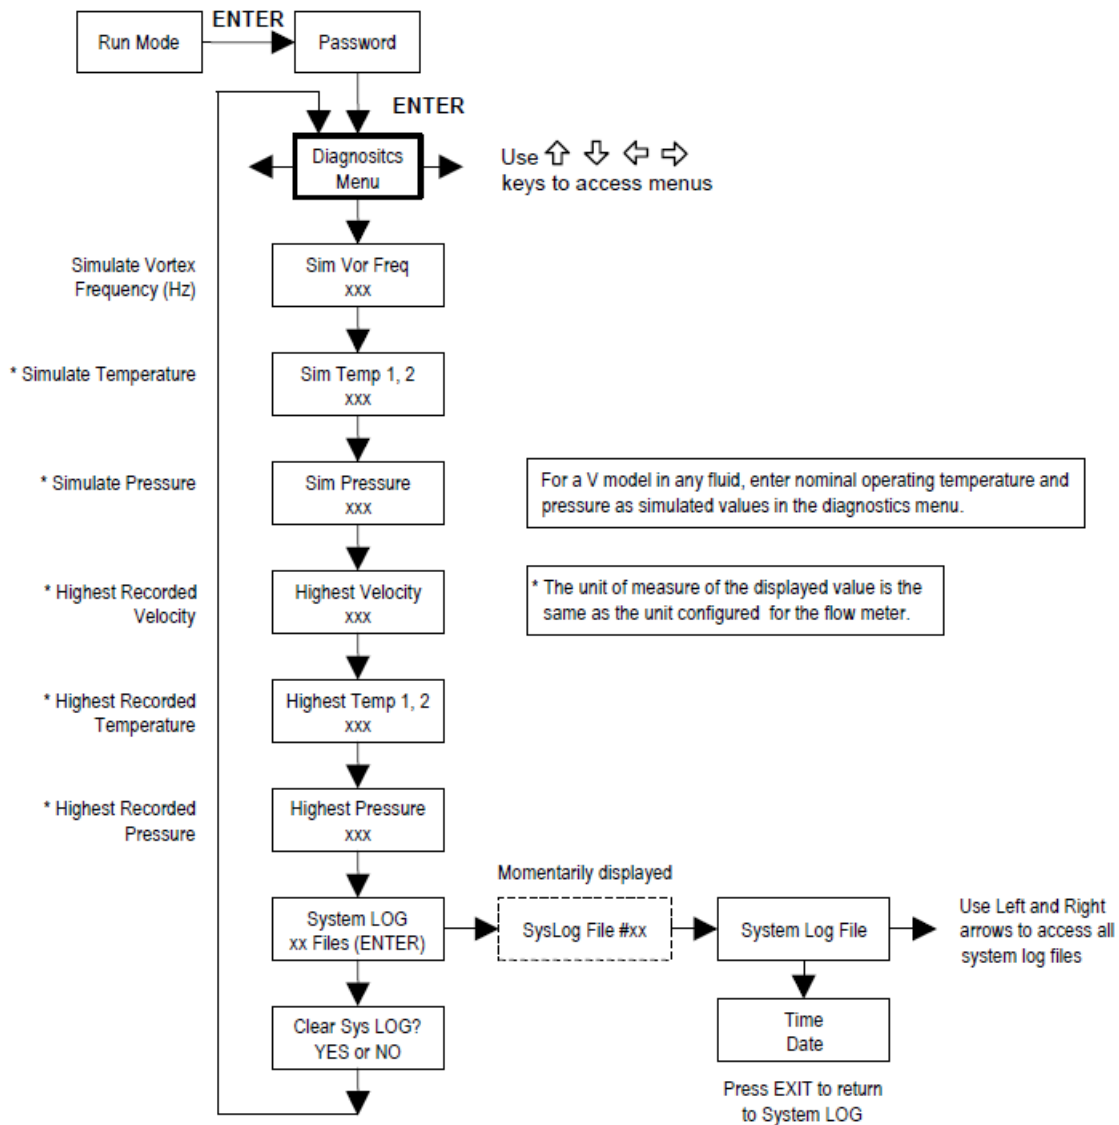 ENTER
Run Mode
Password
ENTER
Diagnositcs
Menu
Use ⇧ ⇩ ⇦ ⇨
keys to access menus
Simulate Vortex
Frequency (Hz)
Sim Vor Freq
xxx
* Simulate Temperature
Sim Temp 1, 2
xxx
* Simulate Pressure
Sim Pressure
xxx
For a V model in any fluid, enter nominal operating temperature and
pressure as simulated values in the diagnostics menu.
* Highest Recorded
Velocity
Highest Velocity
xxx
* The unit of measure of the displayed value is the
same as the unit configured for the flow meter.
* Highest Recorded
Temperature
Highest Temp 1, 2
xxx
* Highest Recorded
Pressure
Highest Pressure
xxx
System LOG
xx Files (ENTER)
Momentarily displayed
SysLog File #xx
System Log File
Use Left and Right
arrows to access all
system log files
Clear Sys LOG?
YES or NO
Time
Date
Press EXIT to return
to System LOG